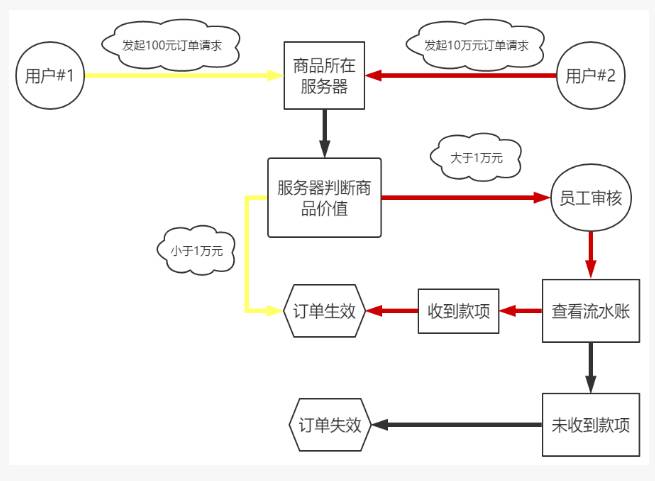 发起100元订单请求
发起10万元订单请求
用户#1
商品所在
服务器
用户#2
大于1万元
服务器判断商
品价值
员工审核
小于1万元
订单生效
收到款项
查看流水账
订单失效
未收到款项